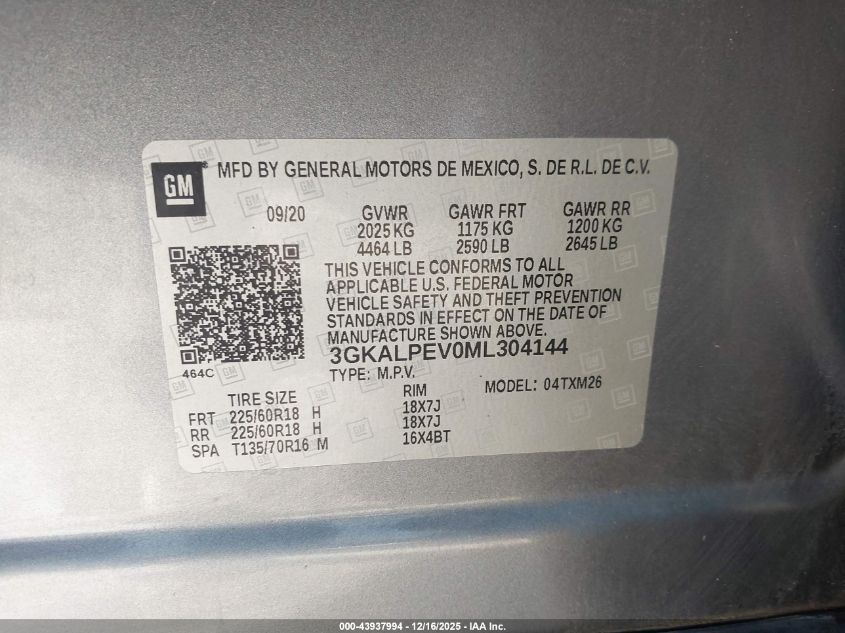 GM
MFD BY GENERAL MOTORS DE MEXICO, S. DE R.L. DE C.V.
09/20 GVWR GAWR FRT GAWR RR
2025 KG 1175 KG 1200 KG
4464 LB 2590 LB 2645 LB
THIS VEHICLE CONFORMS TO ALL
APPLICABLE U.S. FEDERAL MOTOR
VEHICLE SAFETY AND THEFT PREVENTION
STANDARDS IN EFFECT ON THE DATE OF
MANUFACTURE SHOWN ABOVE.
3GKALPEV0ML304144
464C
TYPE: M.P.V.
MODEL: 04TXM26
TIRE SIZE RIM
FRT 225/60R18 H 18X7J
RR 225/60R18 H 18X7J
SPA T135/70R16 M 16X4BT
000-43937994 - 12/16/2025 - IAA Inc.